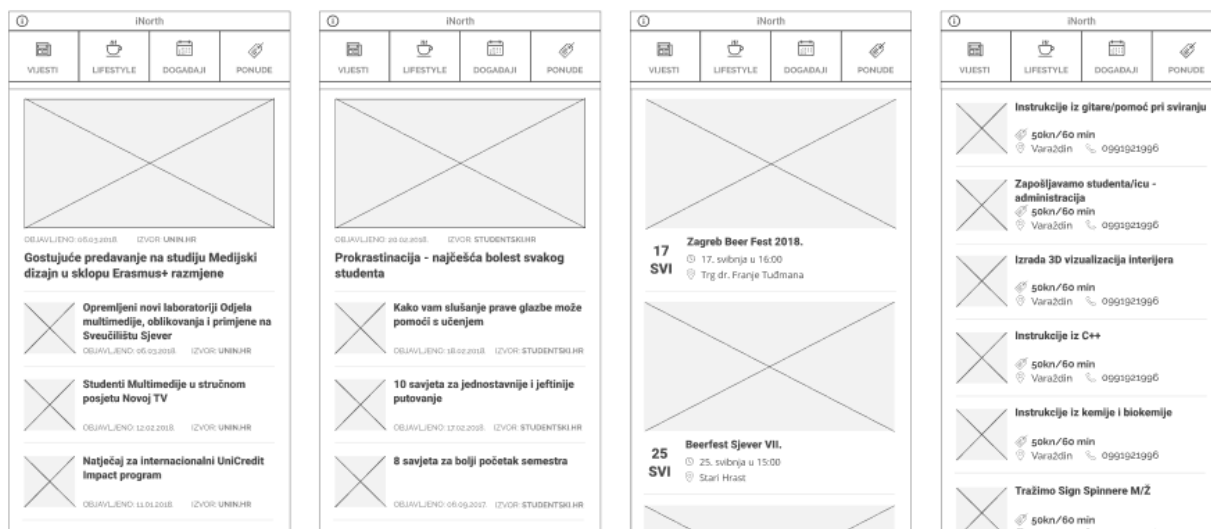 iNorth
VIJESTI
LIFESTYLE
DOGAĐAJI
PONUDE
OBJAVLJENO: 06.03.2018. IZVOR: UNIN.HR
Gostujuće predavanje na studiju Medijski
dizajn u sklopu Erasmus+ razmjene
Opremljeni novi laboratoriji Odjela
multimedije, oblikovanja i primjene na
Sveučilištu Sjever
OBJAVLJENO: 06.03.2018. IZVOR: UNIN.HR
Studenti Multimedije u stručnom
posjetu Novoj TV
OBJAVLJENO: 12.02.2018. IZVOR: UNIN.HR
Natječaj za internacionalni UniCredit
Impact program
OBJAVLJENO: 11.01.2018. IZVOR: UNIN.HR
iNorth
VIJESTI
LIFESTYLE
DOGAĐAJI
PONUDE
OBJAVLJENO: 20.02.2018. IZVOR: STUDENTSKI.HR
Prokrastinacija - najčešća bolest svakog
studenta
Kako vam slušanje prave glazbe može
pomoći s učenjem
OBJAVLJENO: 18.02.2018. IZVOR: STUDENTSKI.HR
10 savjeta za jednostavnije i jeftinije
putovanje
OBJAVLJENO: 17.02.2018. IZVOR: STUDENTSKI.HR
8 savjeta za bolji početak semestra
OBJAVLJENO: 06.09.2017. IZVOR: STUDENTSKI.HR
iNorth
VIJESTI
LIFESTYLE
DOGAĐAJI
PONUDE
17
SVI
Zagreb Beer Fest 2018.
17. svibnja u 16:00
Trg dr. Franje Tuđmana
25
SVI
Beerfest Sjever VII.
25. svibnja u 15:00
Stari Hrast
iNorth
VIJESTI
LIFESTYLE
DOGAĐAJI
PONUDE
Instrukcije iz gitare/pomoć pri sviranju
50kn/60 min
Varaždin 0991921996
Zapošljavamo studenta/icu -
administracija
50kn/60 min
Varaždin 0991921996
Izrada 3D vizualizacija interijera
50kn/60 min
Varaždin 0991921996
Instrukcije iz C++
50kn/60 min
Varaždin 0991921996
Instrukcije iz kemije i biokemije
50kn/60 min
Varaždin 0991921996
Tražimo Sign Spinnere M/Ž
50kn/60 min